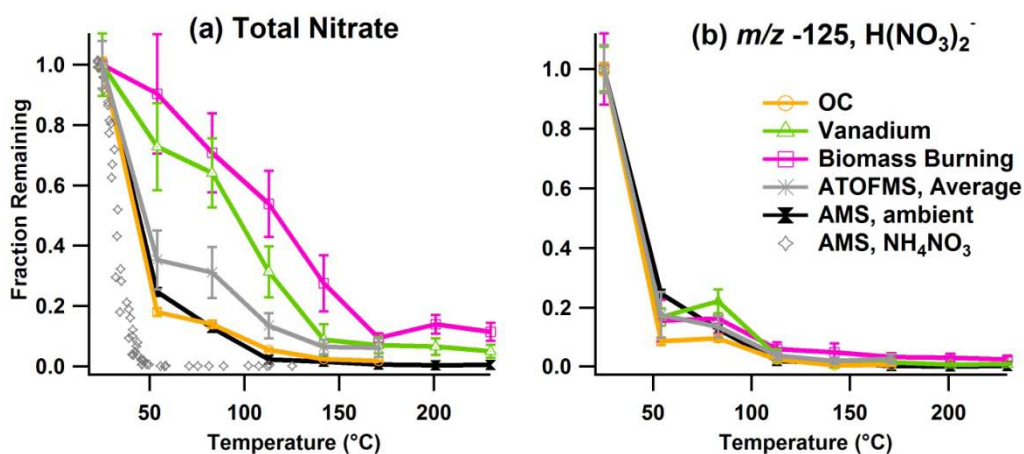 (a) Total Nitrate
Fraction Remaining
1.0
0.8
0.6
0.4
0.2
0.0
50
100
150
200
Temperature (°C)
(b) m/z -125, H(NO₃)₂⁻
1.0
0.8
0.6
0.4
0.2
0.0
OC
Vanadium
Biomass Burning
ATOFMS, Average
AMS, ambient
AMS, NH₄NO₃
50
100
150
200
Temperature (°C)